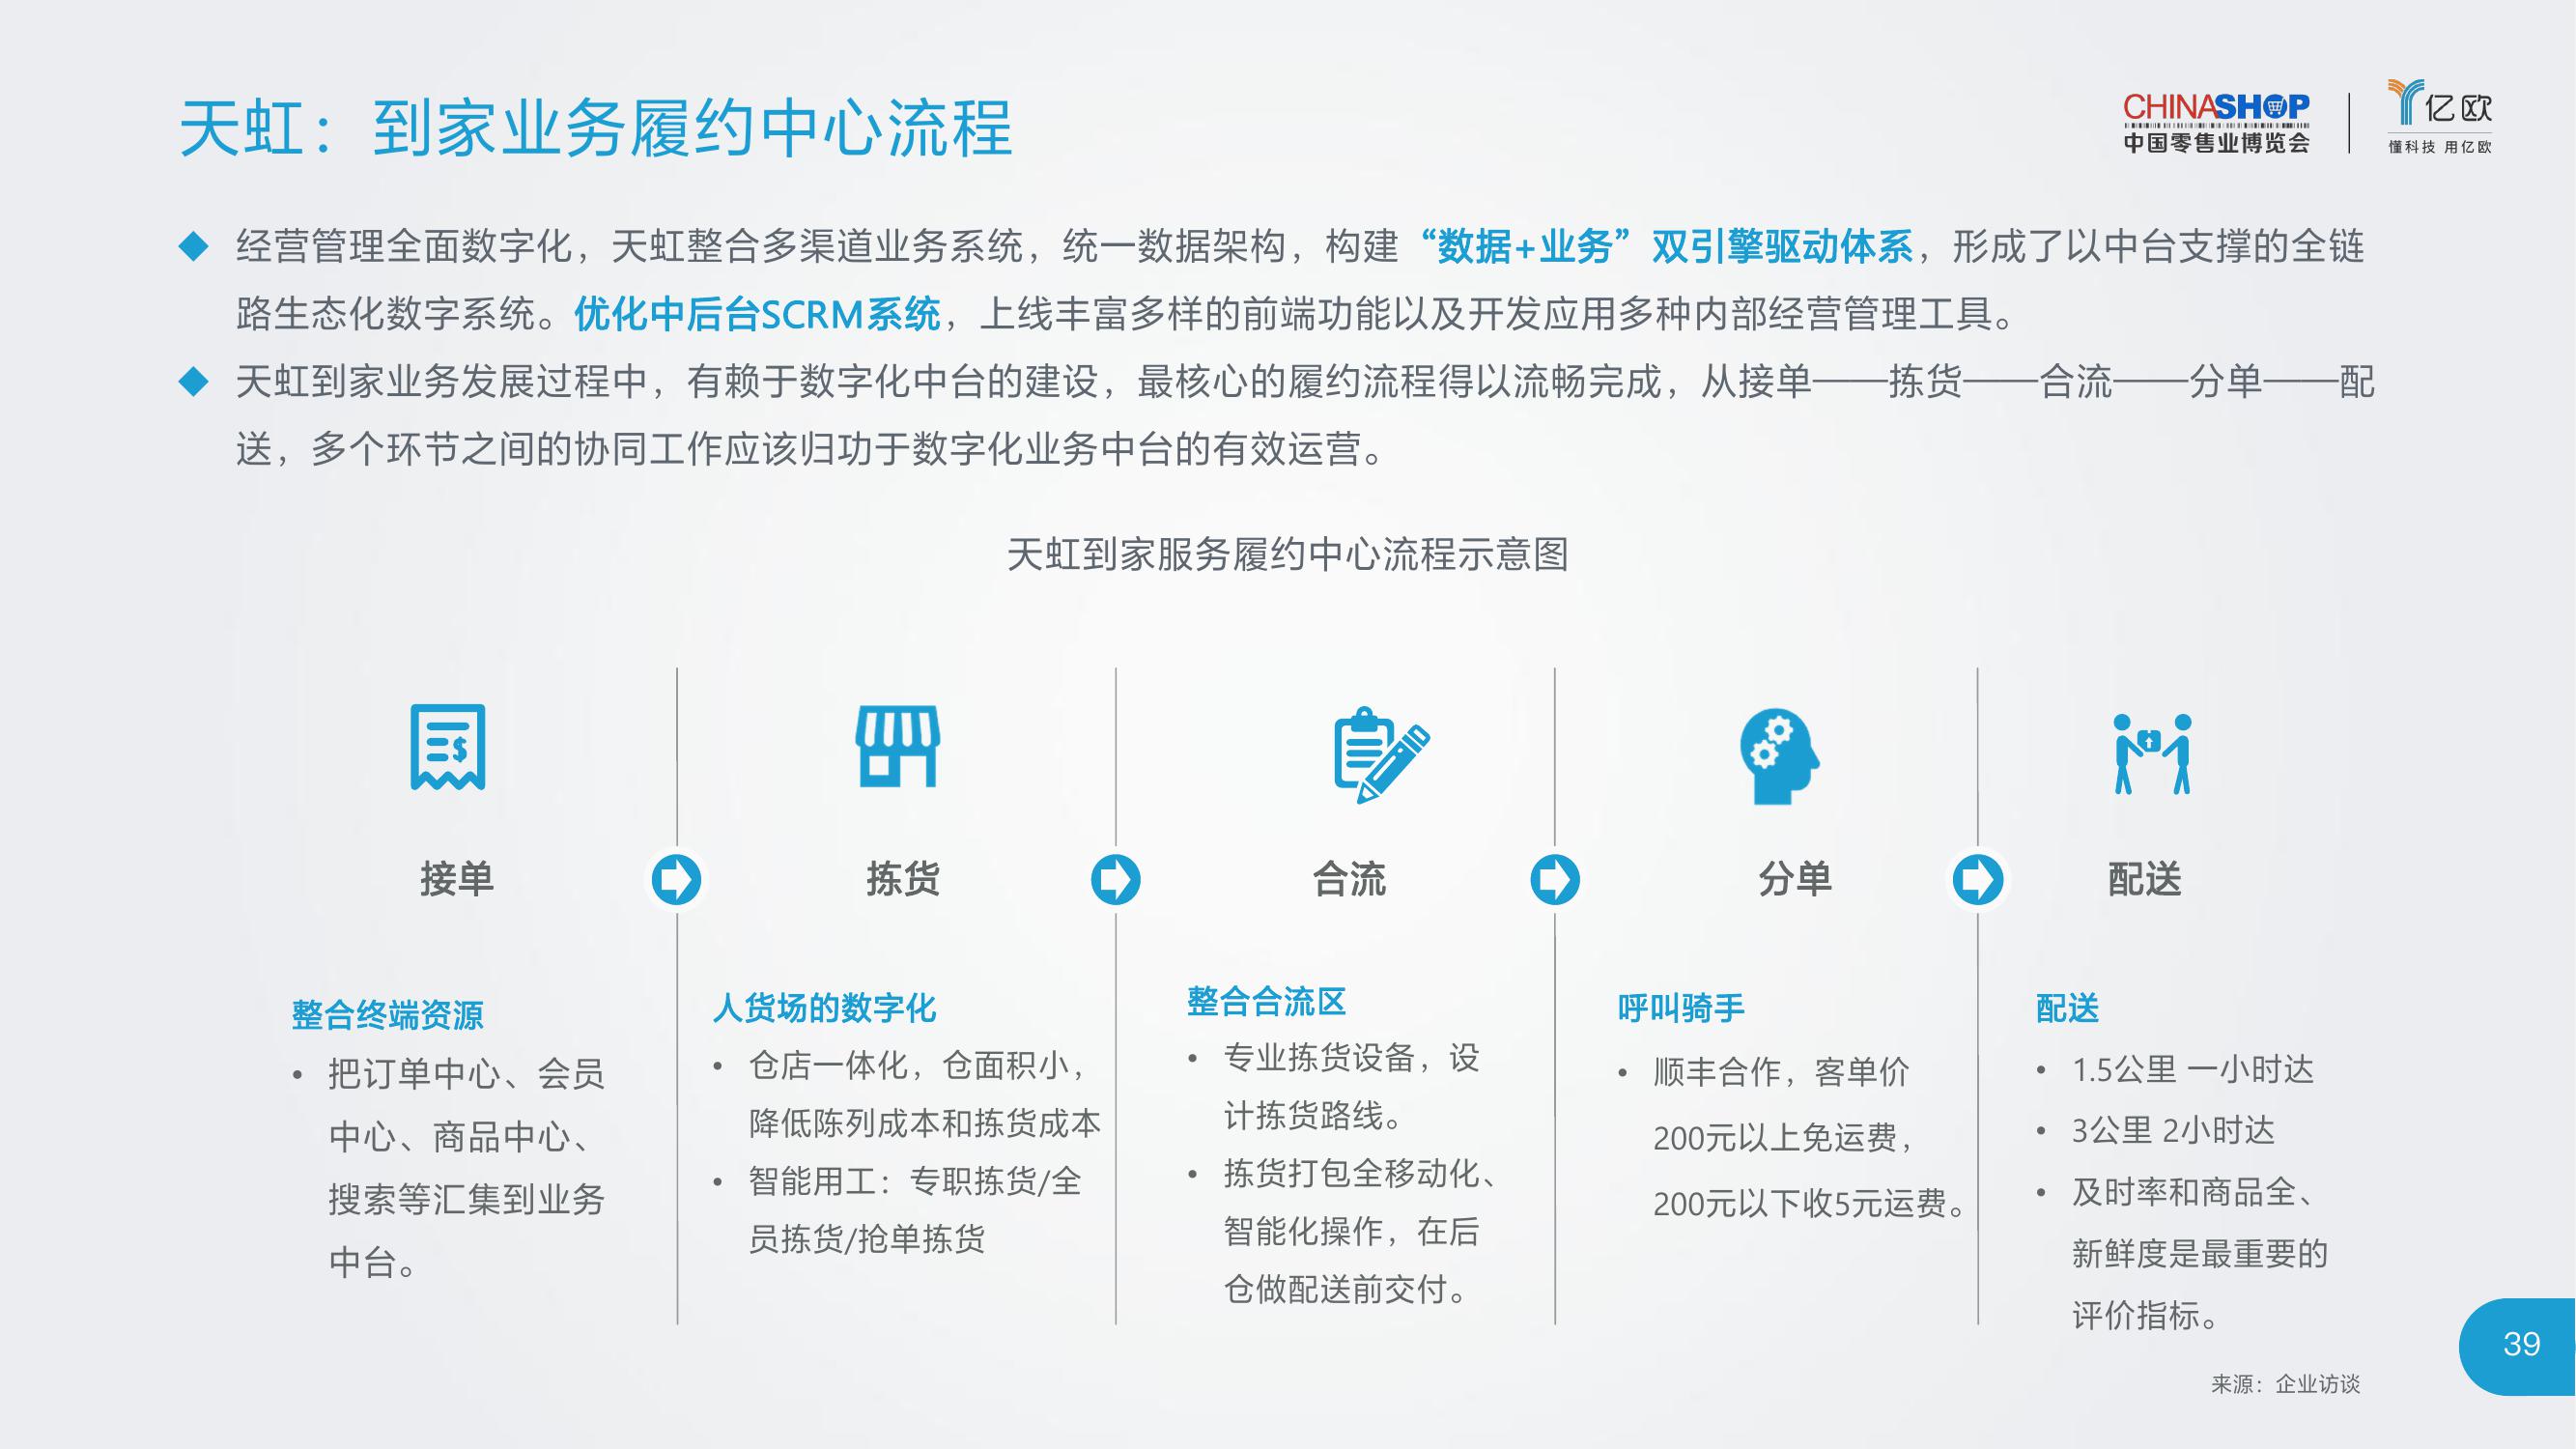 天虹：到家业务履约中心流程
CHINASHOP
中国零售业博览会
亿欧
懂科技 用亿欧
经营管理全面数字化，天虹整合多渠道业务系统，统一数据架构，构建“数据+业务”双引擎驱动体系，形成了以中台支撑的全链
路生态化数字系统。优化中后台SCRM系统，上线丰富多样的前端功能以及开发应用多种内部经营管理工具。
天虹到家业务发展过程中，有赖于数字化中台的建设，最核心的履约流程得以流畅完成，从接单——拣货——合流——分单——配
送，多个环节之间的协同工作应该归功于数字化业务中台的有效运营。
天虹到家服务履约中心流程示意图
接单
整合终端资源
• 把订单中心、会员
中心、商品中心、
搜索等汇集到业务
中台。
拣货
人货场的数字化
• 仓店一体化，仓面积小，
降低陈列成本和拣货成本
• 智能用工：专职拣货/全
员拣货/抢单拣货
合流
整合合流区
• 专业拣货设备，设
计拣货路线。
• 拣货打包全移动化、
智能化操作，在后
仓做配送前交付。
分单
呼叫骑手
• 顺丰合作，客单价
200元以上免运费，
200元以下收5元运费。
配送
配送
• 1.5公里 一小时达
• 3公里 2小时达
• 及时率和商品全、
新鲜度是最重要的
评价指标。
39
来源：企业访谈